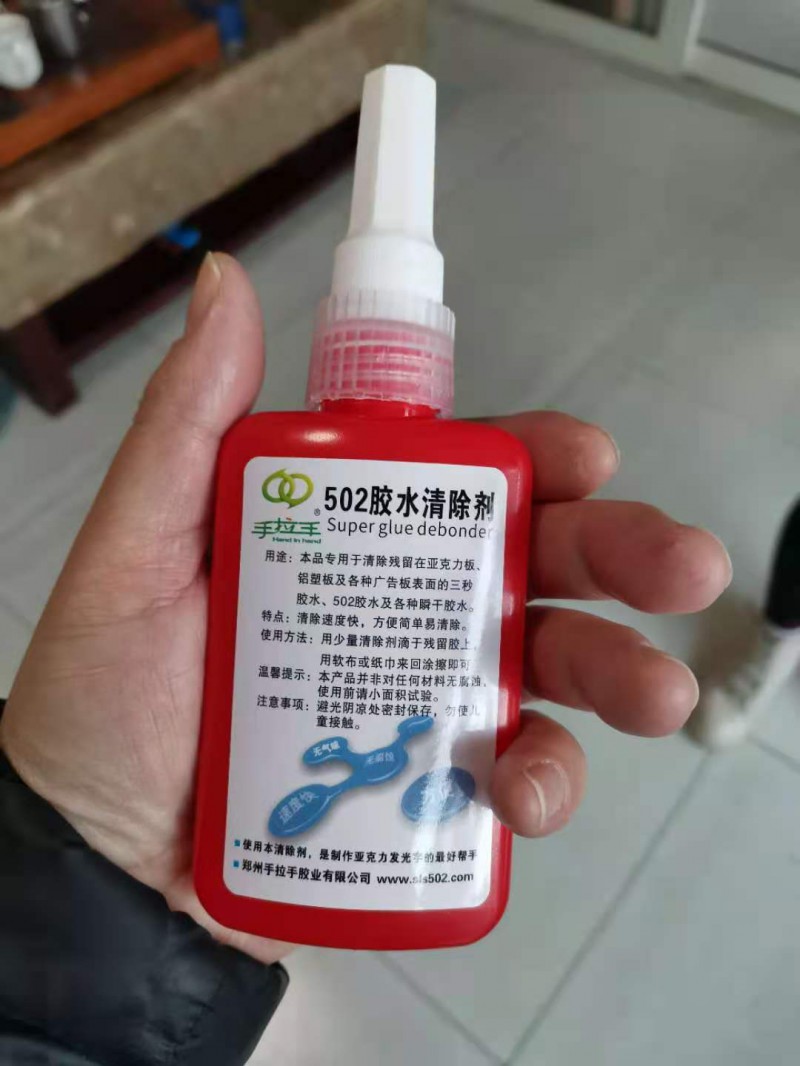 502胶水清除剂
Super glue debonder
®
手拉手
Hand in hand
用途：本品专用于清除残留在亚克力板、
铝塑板及各种广告板表面的三秒
胶水、502胶水及各种瞬干胶水。
特点：清除速度快，方便简单易清除。
使用方法：用少量清除剂滴于残留胶上，
用软布或纸巾来回涂擦即可
温馨提示：本产品并非对任何材料无腐蚀，
使用前请小面积试验。
注意事项：避光阴凉处密封保存，勿使儿
童接触。
无气味
速度快
使用本清除剂，是制作亚克力发光字的最好帮手
郑州手拉手胶业有限公司 www.sls502.com